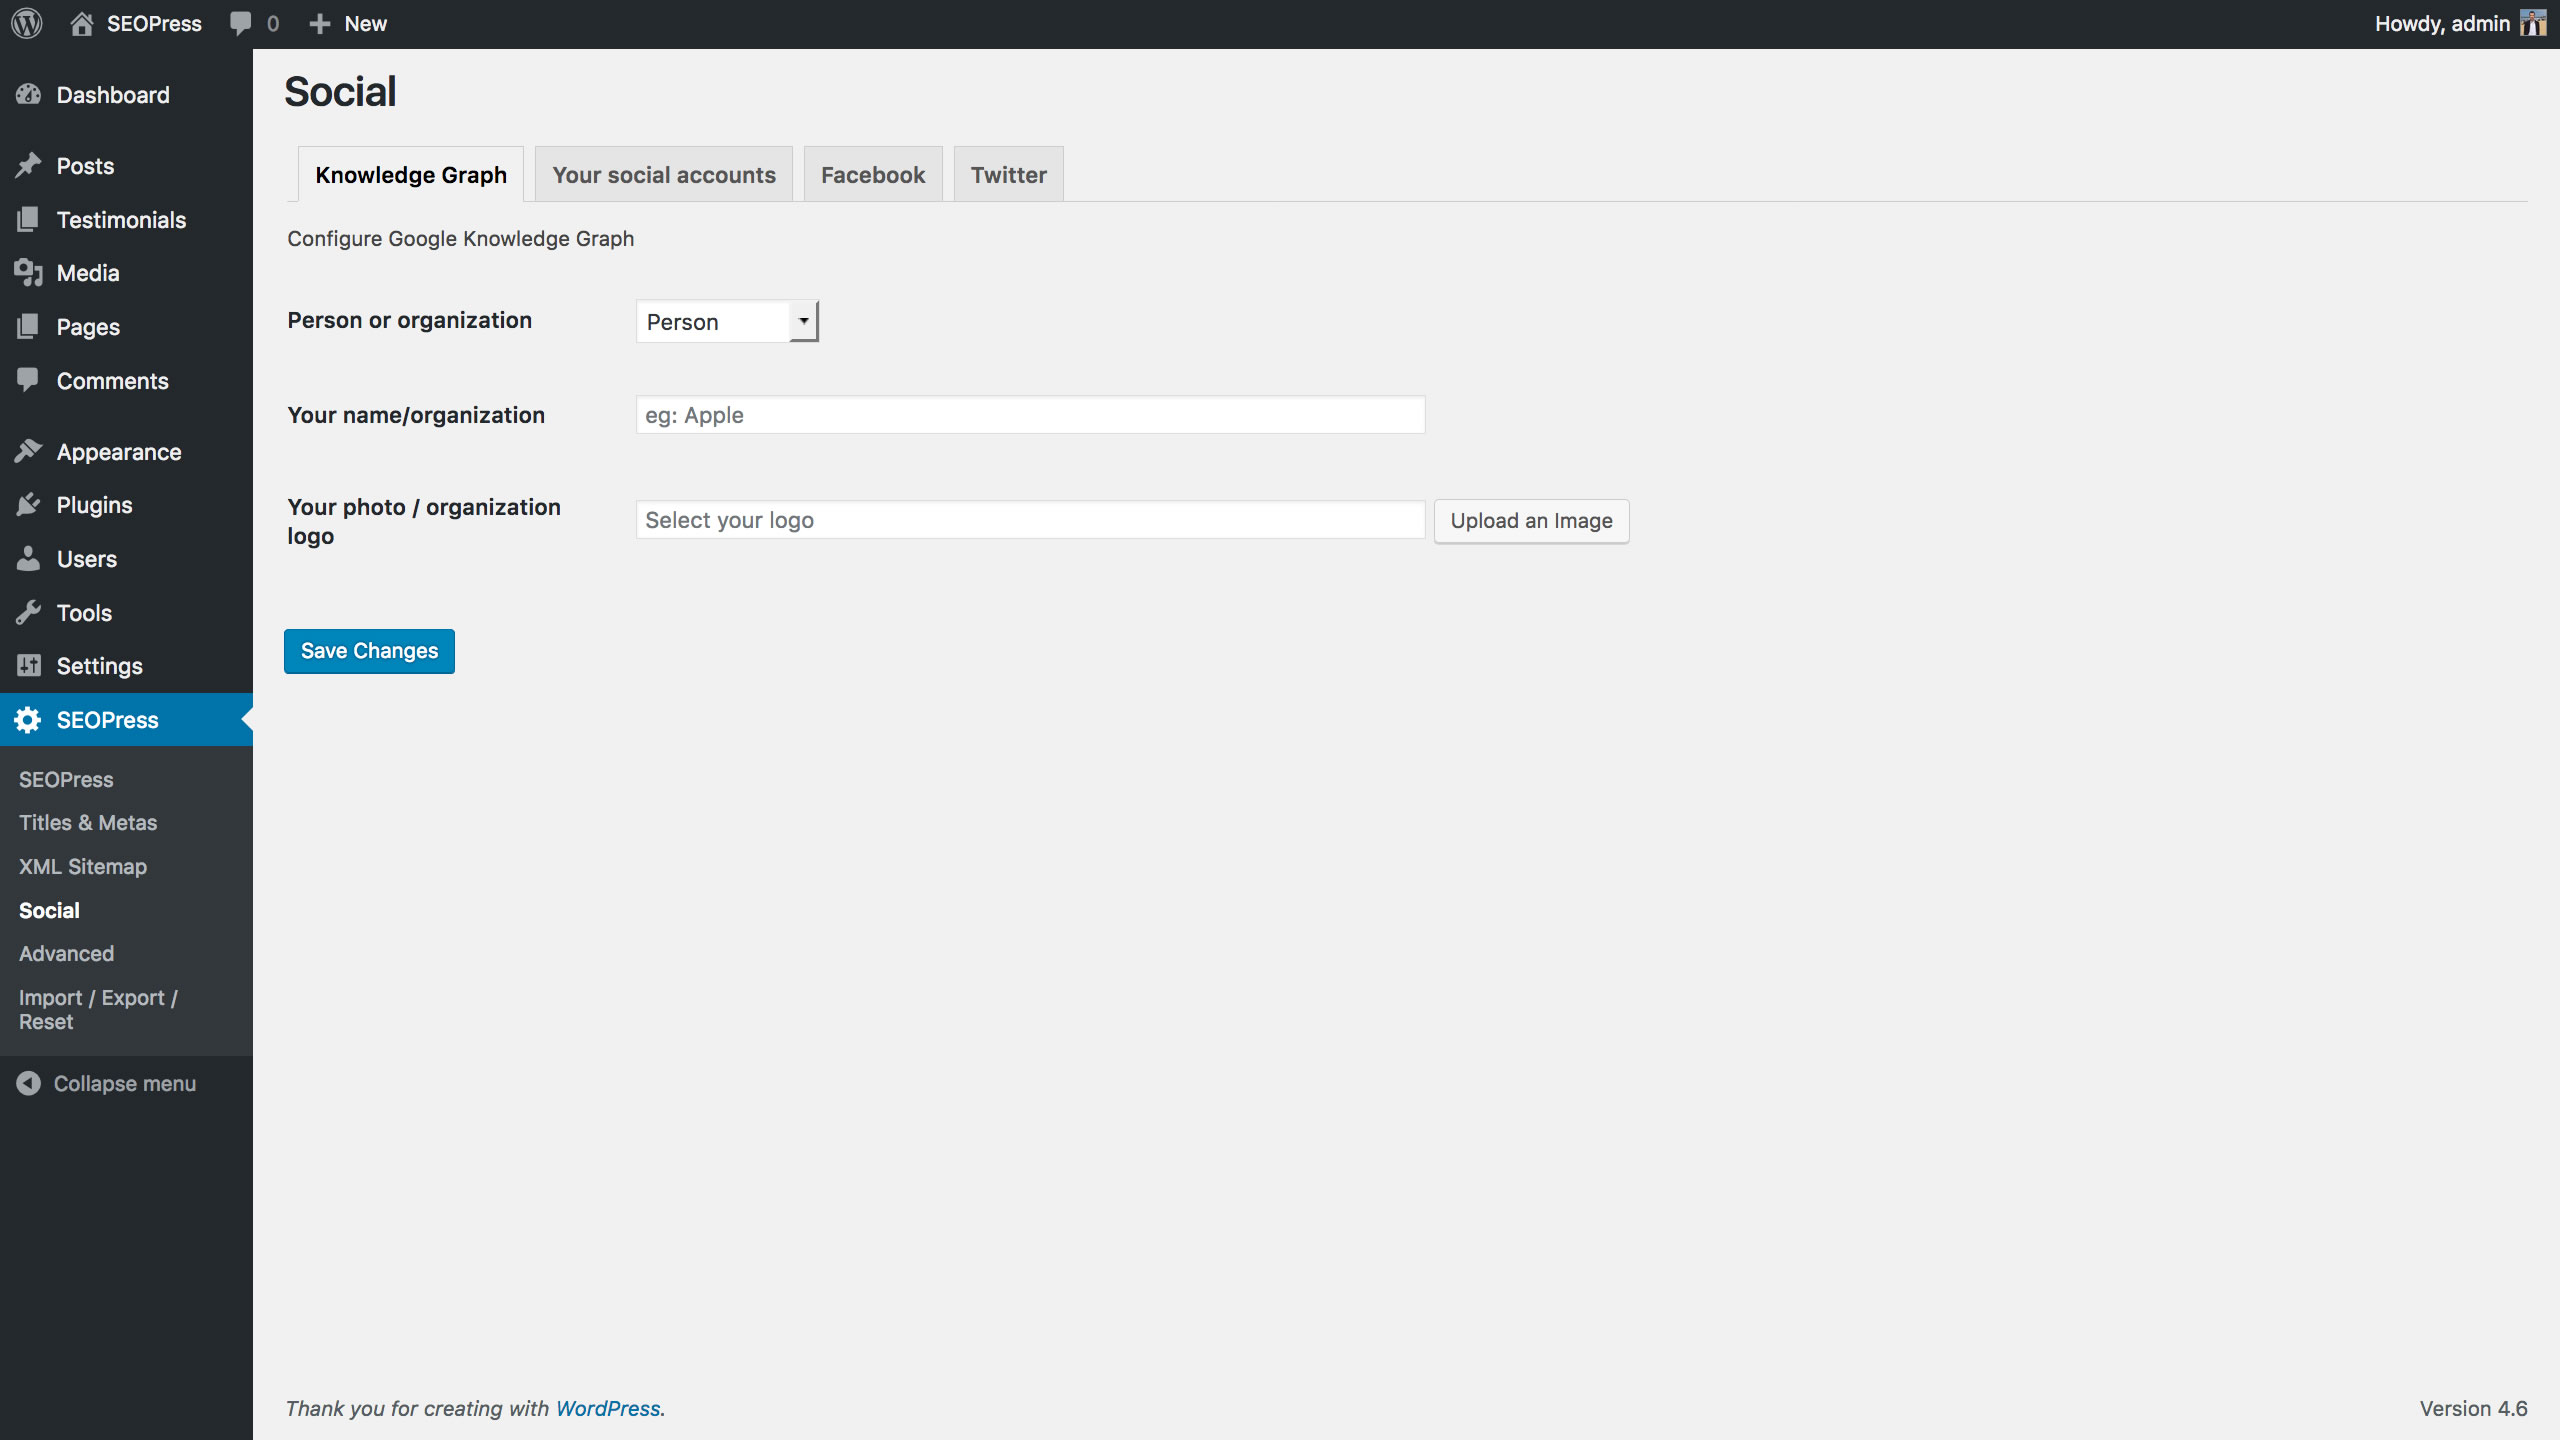 SEOPress
0
New
Howdy, admin
Dashboard
Posts
Testimonials
Media
Pages
Comments
Appearance
Plugins
Users
Tools
Settings
SEOPress
SEOPress
Titles & Metas
XML Sitemap
Social
Advanced
Import / Export /
Reset
Collapse menu
Social
Knowledge Graph
Your social accounts
Facebook
Twitter
Configure Google Knowledge Graph
Person or organization
Person
Your name/organization
eg: Apple
Your photo / organization
logo
Select your logo
Upload an Image
Save Changes
Thank you for creating with WordPress.
Version 4.6